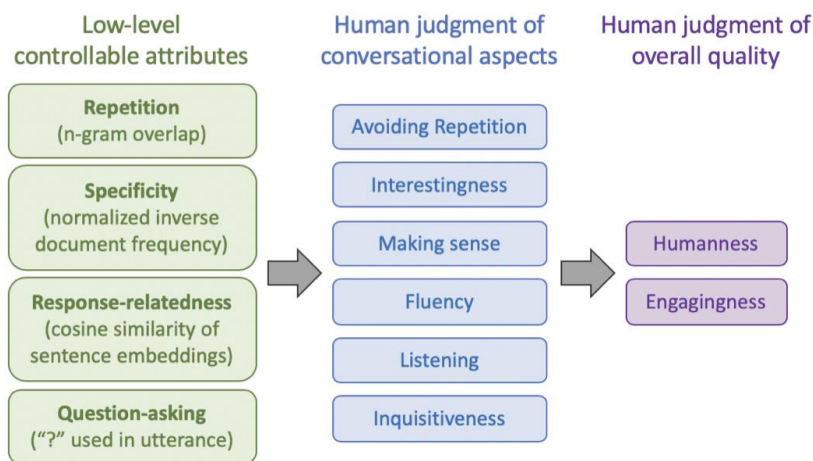 Low-level
controllable attributes
Repetition
(n-gram overlap)
Specificity
(normalized inverse
document frequency)
Response-relatedness
(cosine similarity of
sentence embeddings)
Question-asking
("?" used in utterance)
Human judgment of
conversational aspects
Avoiding Repetition
Interestingness
Making sense
Fluency
Listening
Inquisitiveness
Human judgment of
overall quality
Humanness
Engagingness